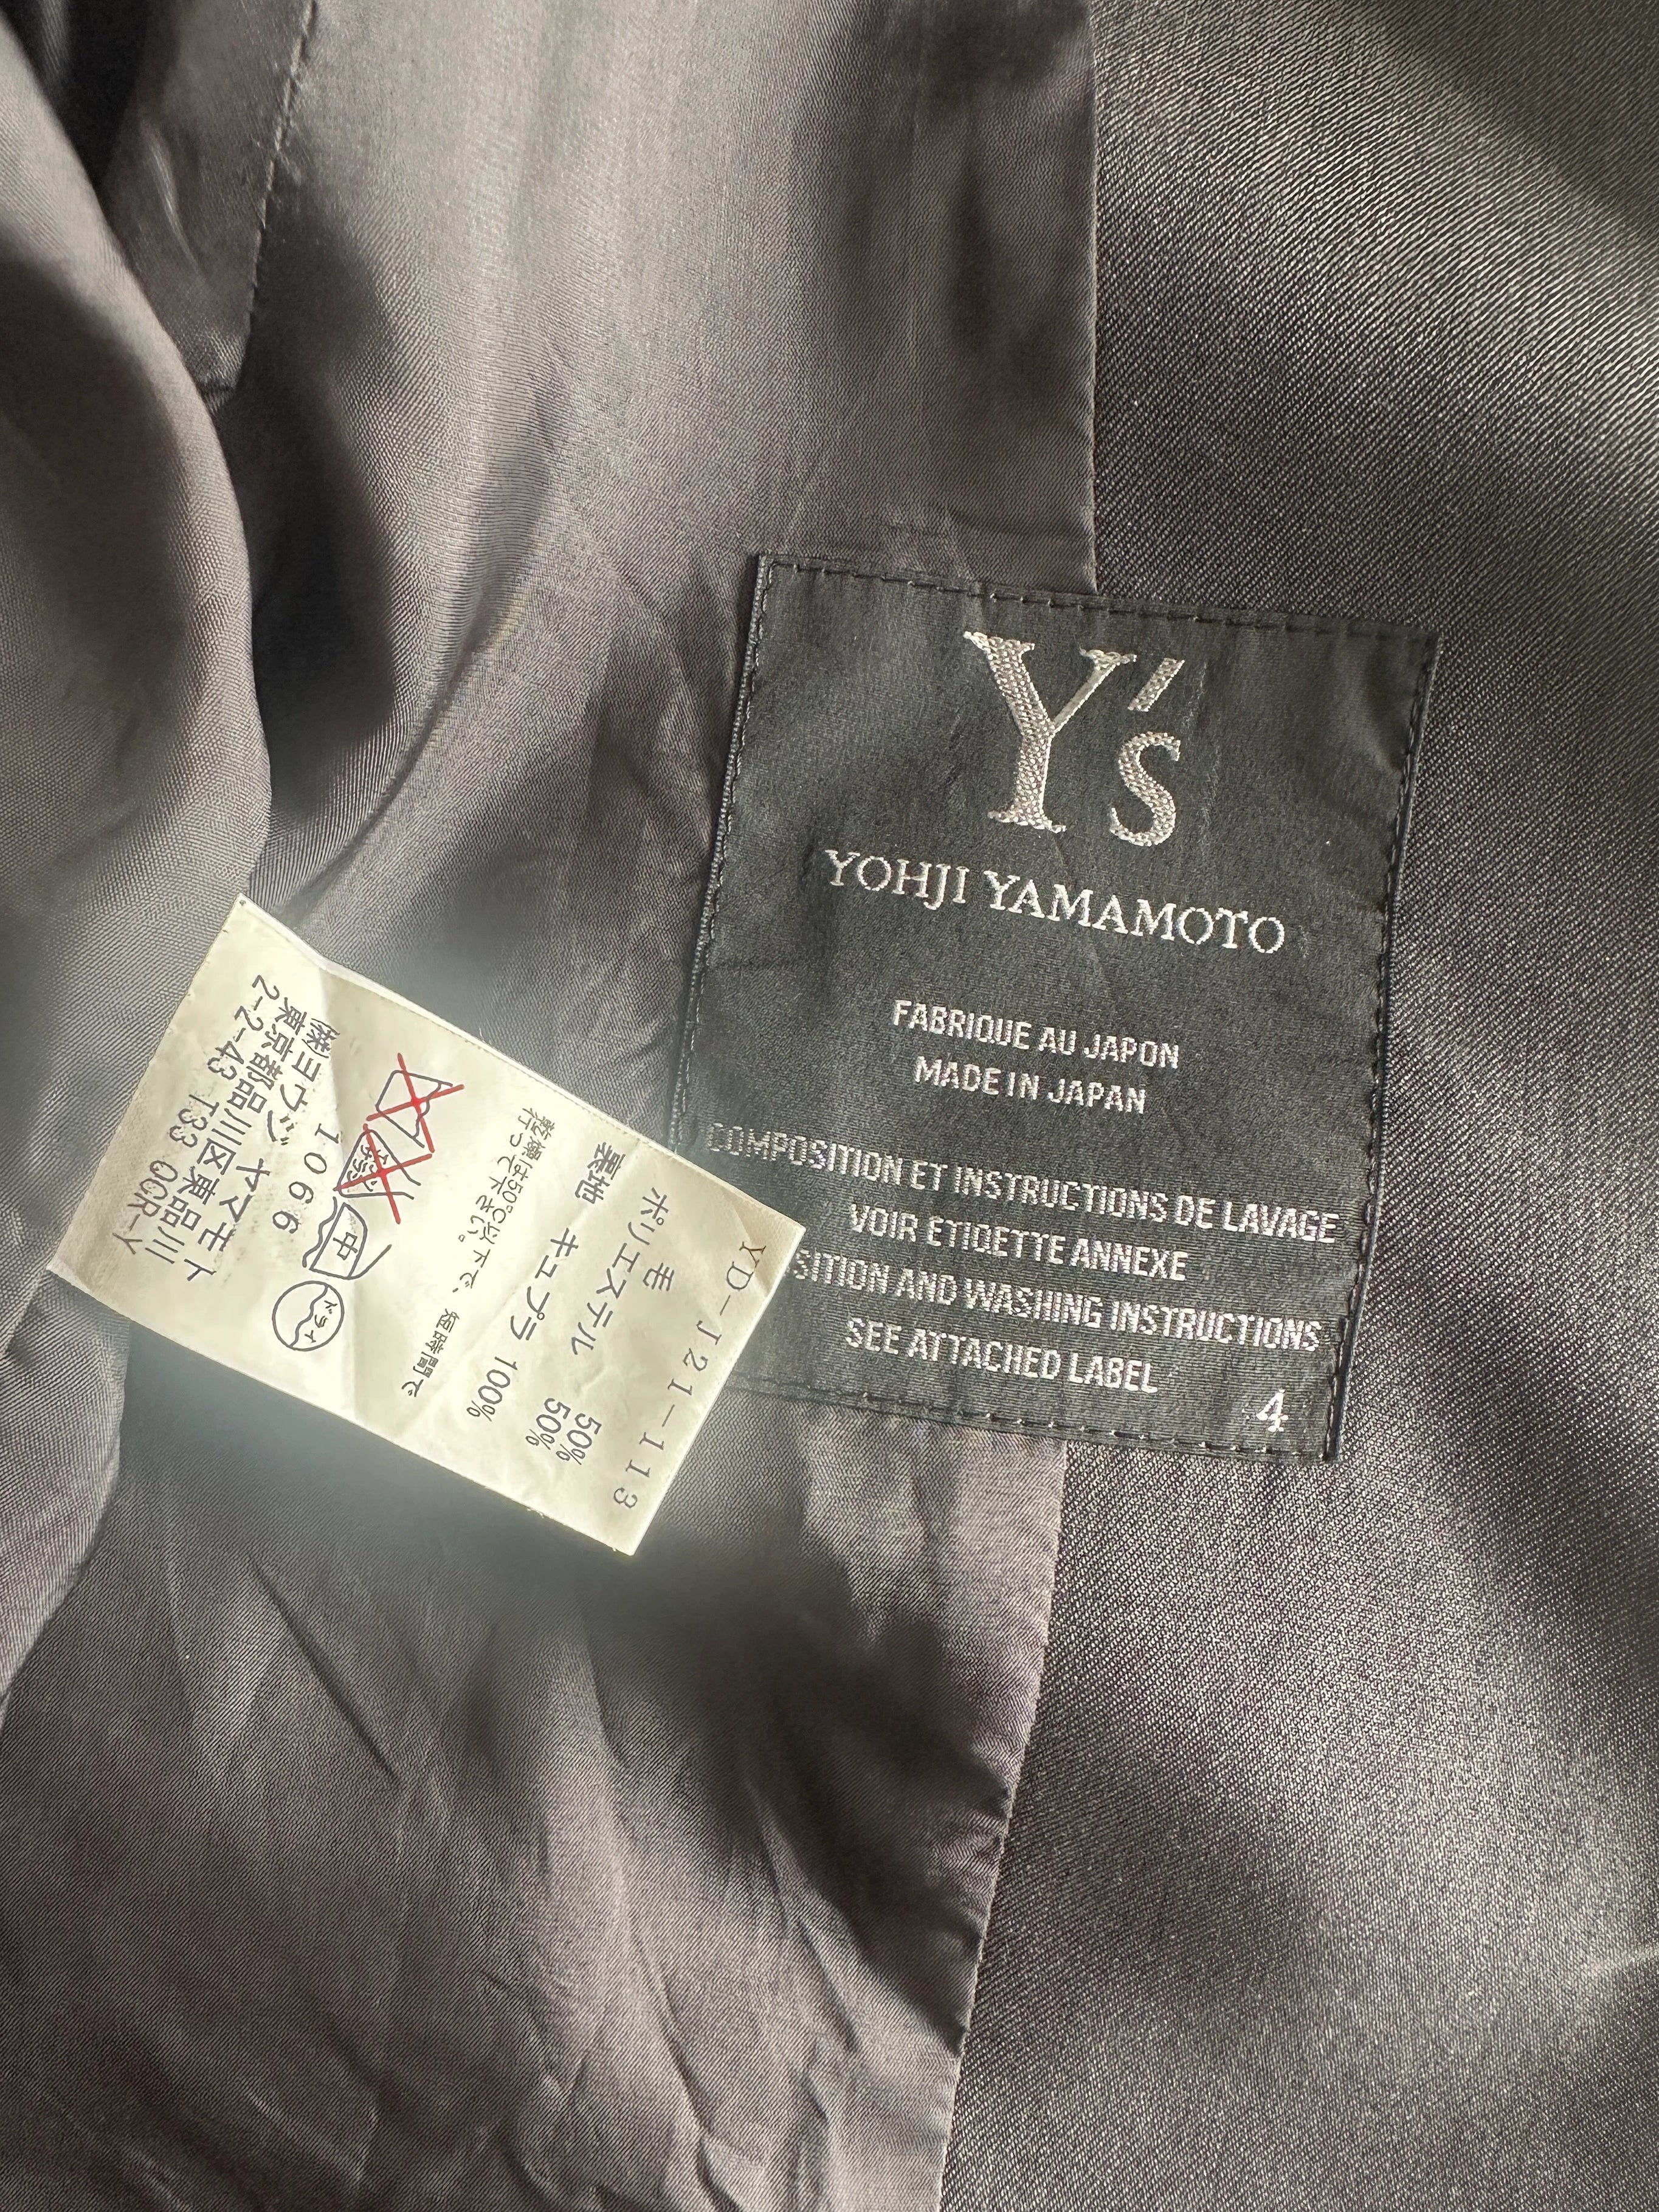 Y's
YOHJI YAMAMOTO
FABRIQUE AU JAPON
MADE IN JAPAN
COMPOSITION ET INSTRUCTIONS DE LAVAGE
VOIR ETIQETTE ANNEXE
SITION AND WASHING INSTRUCTIONS
SEE ATTACHED LABEL
4
YD-J21-113
毛 50%
ポリエステル 50%
裏地 キュプラ 100%
乾燥は50℃以下で、短時間で
行って下さい。
中
ドライ
1066
(株)ヨウジ ヤマモト
東京都品川区東品川
2-2-43 T33 QCR-Y